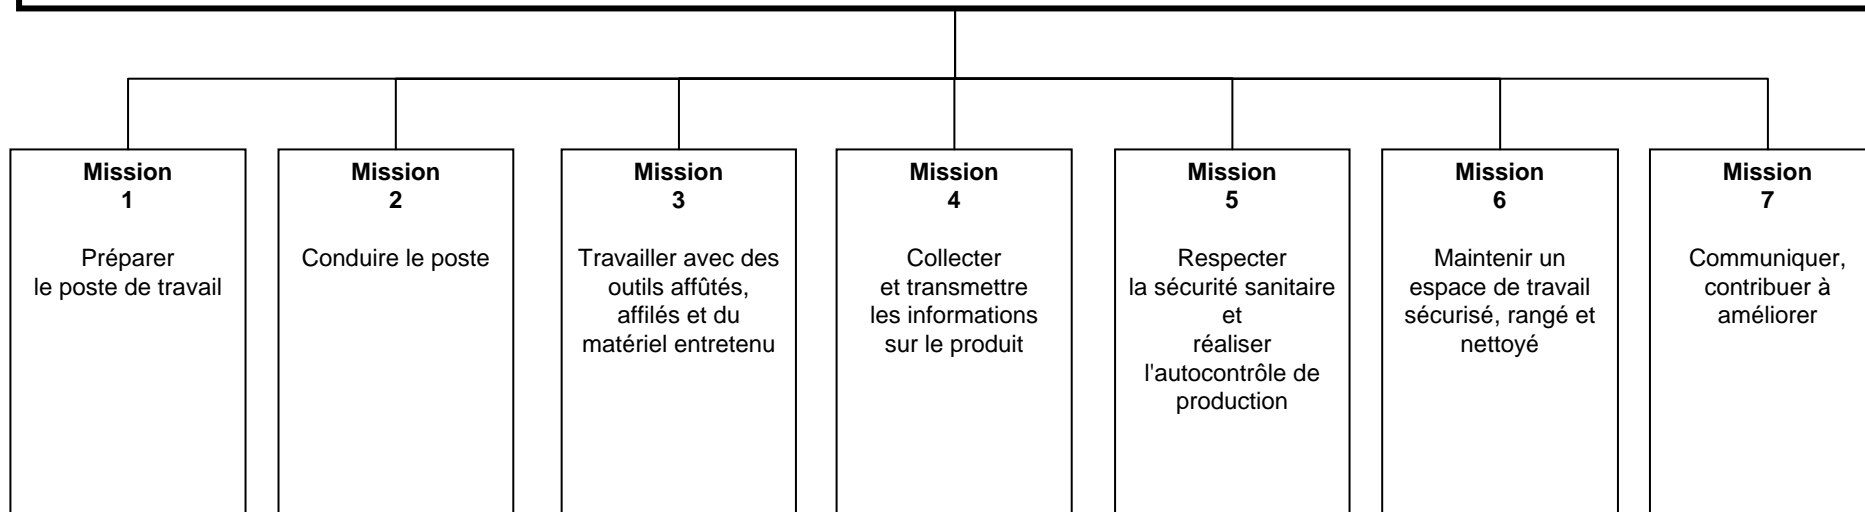 Mission
1
Préparer
le poste de travail
Mission
2
Conduire le poste
Mission
3
Travailler avec des
outils affûtés,
affilés et du
matériel entretenu
Mission
4
Collecter
et transmettre
les informations
sur le produit
Mission
5
Respecter
la sécurité sanitaire
et
réaliser
l'autocontrôle de
production
Mission
6
Maintenir un
espace de travail
sécurisé, rangé et
nettoyé
Mission
7
Communiquer,
contribuer à
améliorer